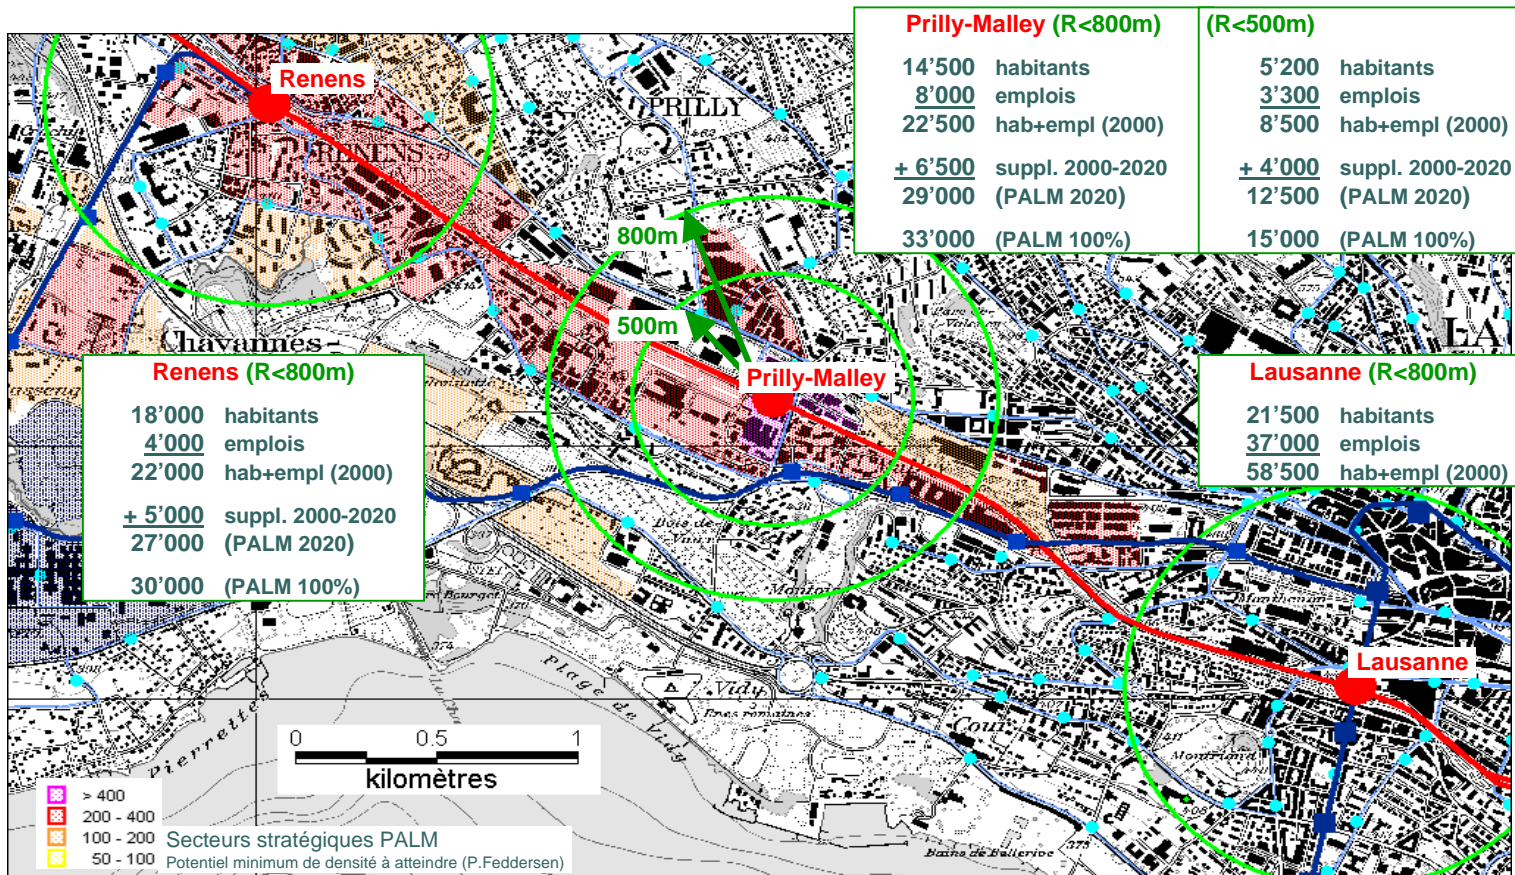 Prilly-Malley (R<800m)
14’500 habitants
8’000 emplois
22’500 hab+empl (2000)
+ 6’500 suppl. 2000-2020
29’000 (PALM 2020)
33’000 (PALM 100%)
(R<500m)
5’200 habitants
3’300 emplois
8’500 hab+empl (2000)
+ 4’000 suppl. 2000-2020
12’500 (PALM 2020)
15’000 (PALM 100%)
Renens
PRILLY
RENENS
800m
500m
Prilly-Malley
Chavannes
LA
Renens (R<800m)
18’000 habitants
4’000 emplois
22’000 hab+empl (2000)
+ 5’000 suppl. 2000-2020
27’000 (PALM 2020)
30’000 (PALM 100%)
Lausanne (R<800m)
21’500 habitants
37’000 emplois
58’500 hab+empl (2000)
Lausanne
Pierrettes
Plage de Vidy
Vidy
Cour
Bains de Bellerive
0 0.5 1
kilomètres
> 400
200 - 400
100 - 200
50 - 100
Secteurs stratégiques PALM
Potentiel minimum de densité à atteindre (P.Feddersen)